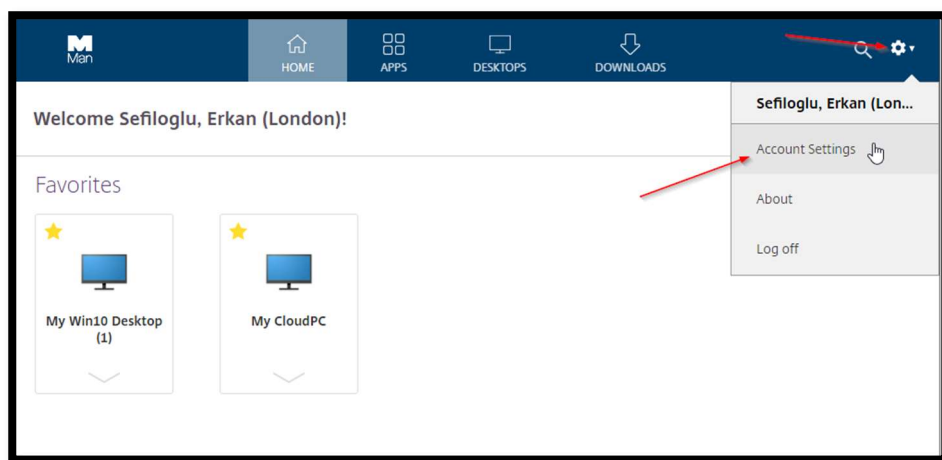 Man
HOME
APPS
DESKTOPS
DOWNLOADS
Welcome Sefiloglu, Erkan (London)!
Sefiloglu, Erkan (Lon...
Account Settings
About
Log off
Favorites
My Win10 Desktop
(1)
My CloudPC